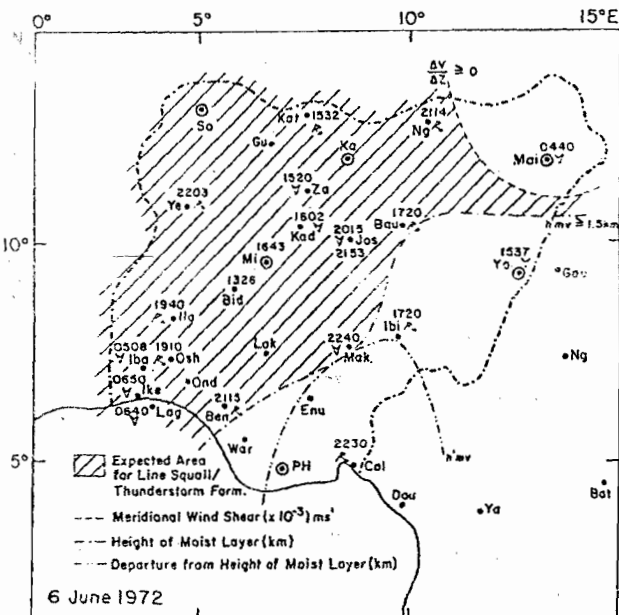 0° 5° 10° 15°E
ΔV/ΔZ ≥ 0
So
Kat 1532
Gu
Ka
2114
Ng
0440
Mai
1520
Za
2203
Ye
1602
Kad
2015
Jos
2153
1720
Bau
h'mv ≤ 1.5km
10°
1643
Mi
1537
Yo
Gau
1326
Bid
1940
Ilo
1720
Ibi
0508
Iba
1910
Osh
Lok
2240
Mak
Ng
0650
Ike
Ond
0640
Lag
2115
Ben
Enu
War
h'mv
5°
PH
2230
Cal
Bat
Dou
Ya
Expected Area
for Line Squall/
Thunderstorm Form.
Meridional Wind Shear (x 10⁻³) ms'
Height of Moist Layer (km)
Departure from Height of Moist Layer (km)
6 June 1972